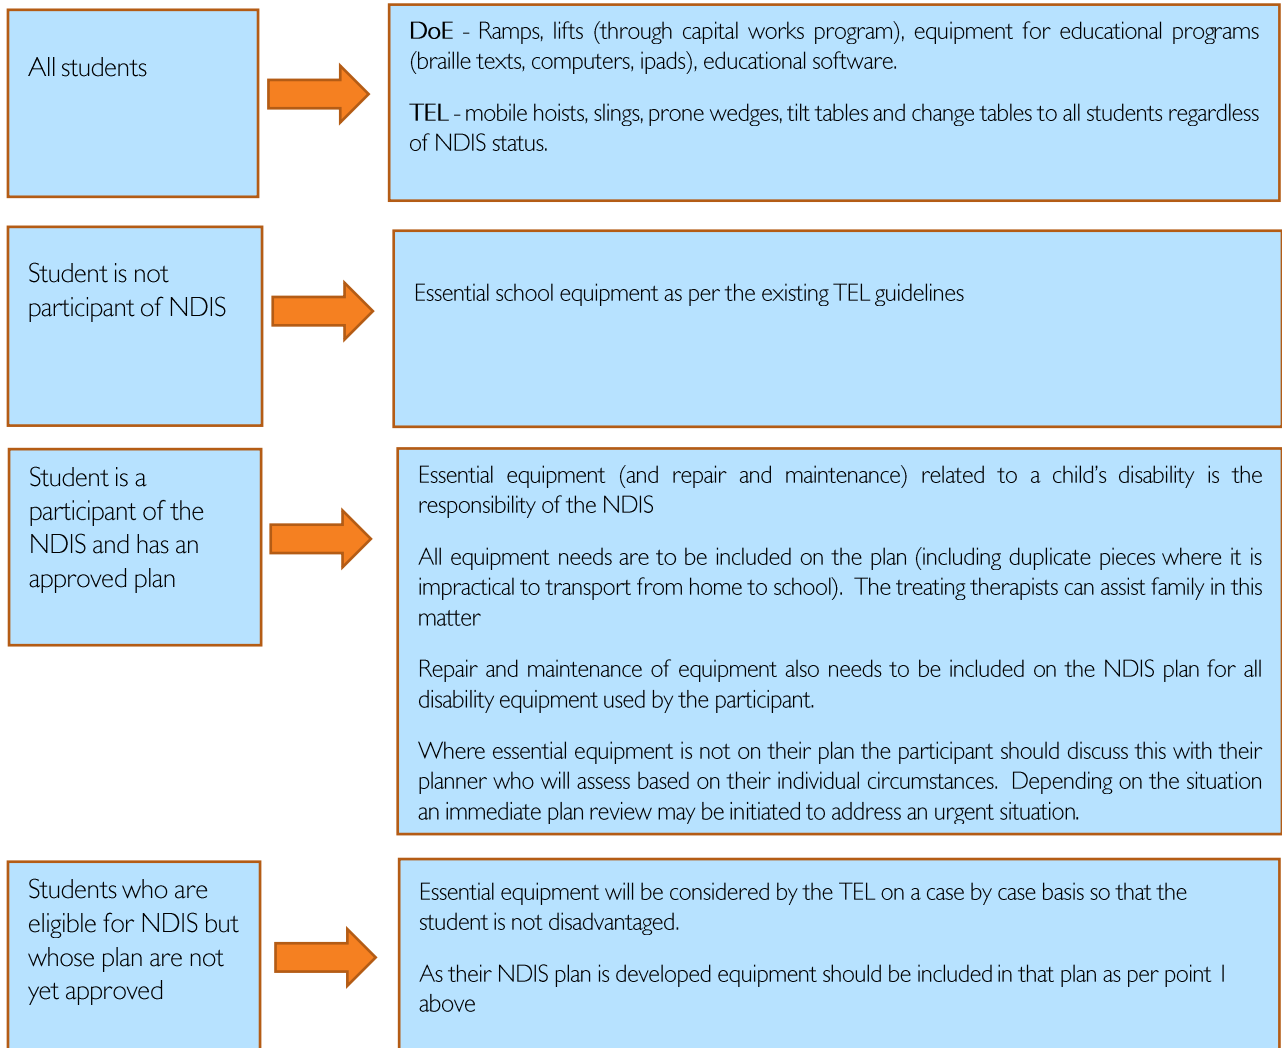 All students
DoE - Ramps, lifts (through capital works program), equipment for educational programs
(braille texts, computers, ipads), educational software.
TEL - mobile hoists, slings, prone wedges, tilt tables and change tables to all students regardless
of NDIS status.
Student is not
participant of NDIS
Essential school equipment as per the existing TEL guidelines
Student is a
participant of the
NDIS and has an
approved plan
Essential equipment (and repair and maintenance) related to a child's disability is the
responsibility of the NDIS
All equipment needs are to be included on the plan (including duplicate pieces where it is
impractical to transport from home to school). The treating therapists can assist family in this
matter
Repair and maintenance of equipment also needs to be included on the NDIS plan for all
disability equipment used by the participant.
Where essential equipment is not on their plan the participant should discuss this with their
planner who will assess based on their individual circumstances. Depending on the situation
an immediate plan review may be initiated to address an urgent situation.
Students who are
eligible for NDIS but
whose plan are not
yet approved
Essential equipment will be considered by the TEL on a case by case basis so that the
student is not disadvantaged.
As their NDIS plan is developed equipment should be included in that plan as per point 1
above